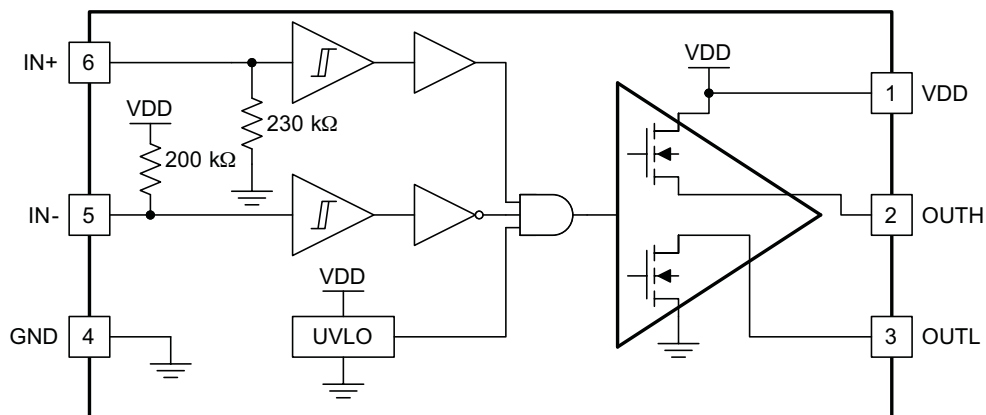 IN+
6
VDD
230 kΩ
VDD
200 kΩ
1
VDD
IN-
5
2
OUTH
VDD
GND
4
UVLO
3
OUTL